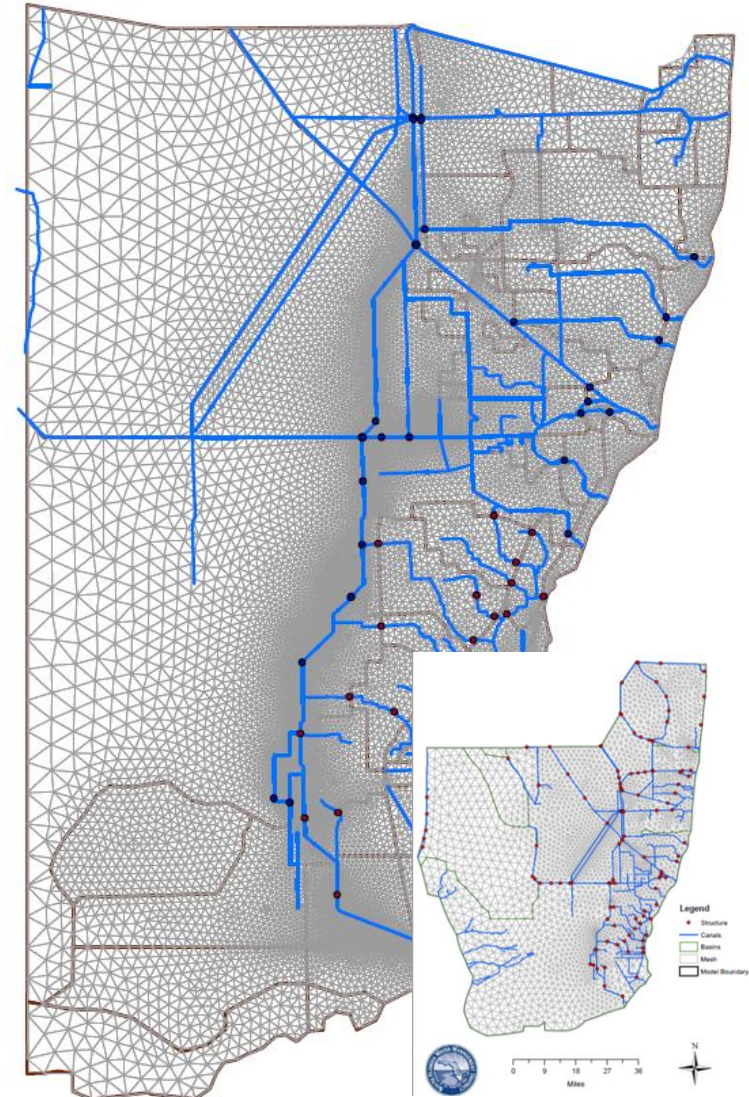 Legend
Structure
Canals
Basins
Mesh
Model Boundary
N
0 9 18 27 36
Miles